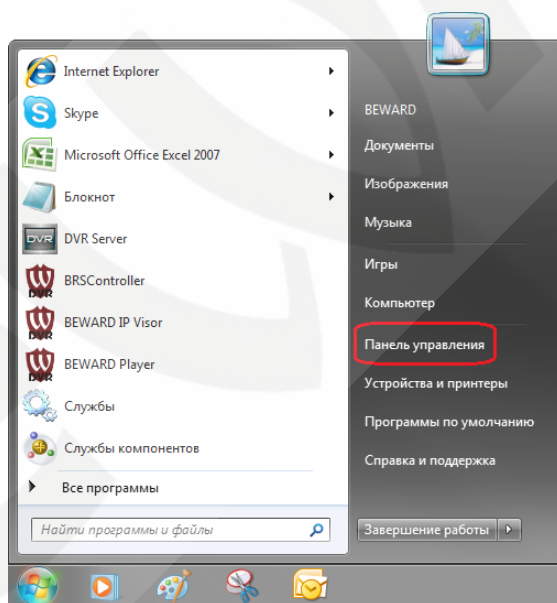 Internet Explorer
Skype
Microsoft Office Excel 2007
Блокнот
DVR Server
BRSController
BEWARD IP Visor
BEWARD Player
Службы
Службы компонентов
Все программы
Найти программы и файлы
BEWARD
Документы
Изображения
Музыка
Игры
Компьютер
Панель управления
Устройства и принтеры
Программы по умолчанию
Справка и поддержка
Завершение работы